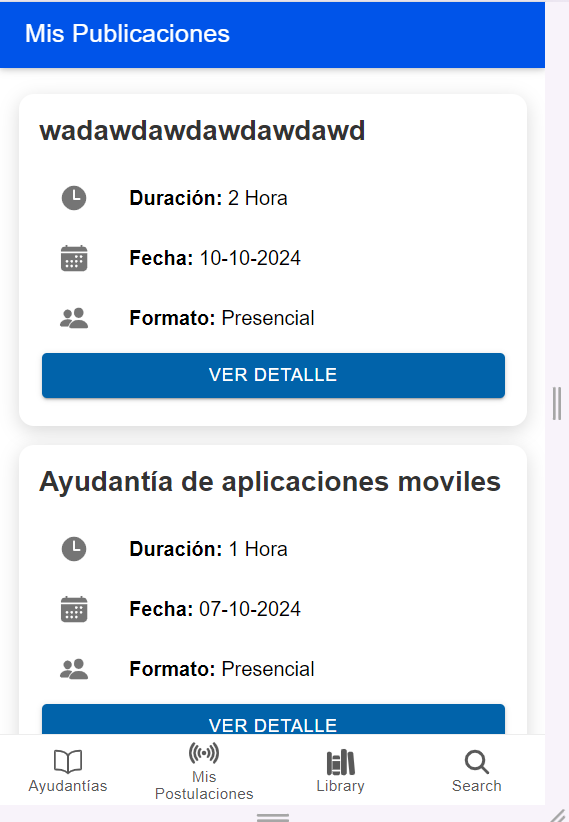 Mis Publicaciones
wadawdawdawdawdawd
Duración: 2 Hora
Fecha: 10-10-2024
Formato: Presencial
VER DETALLE
Ayudantía de aplicaciones moviles
Duración: 1 Hora
Fecha: 07-10-2024
Formato: Presencial
VER DETALLE
Ayudantías
Mis
Postulaciones
Library
Search